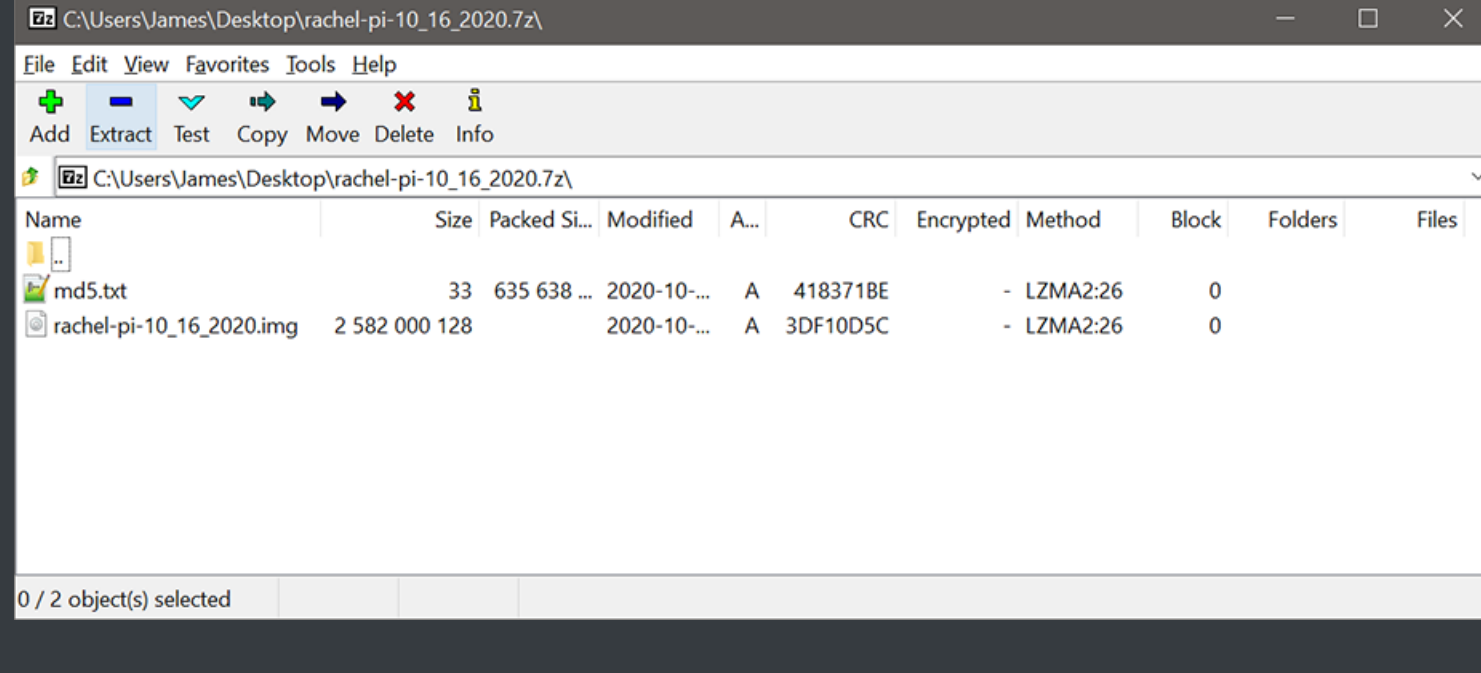 7z C:\Users\James\Desktop\rachel-pi-10_16_2020.7z\
File Edit View Favorites Tools Help
Add Extract Test Copy Move Delete Info
7z C:\Users\James\Desktop\rachel-pi-10_16_2020.7z\
Name Size Packed Si... Modified A... CRC Encrypted Method Block Folders Files
..
md5.txt 33 635 638 ... 2020-10-... A 418371BE - LZMA2:26 0
rachel-pi-10_16_2020.img 2 582 000 128 2020-10-... A 3DF10D5C - LZMA2:26 0
0 / 2 object(s) selected